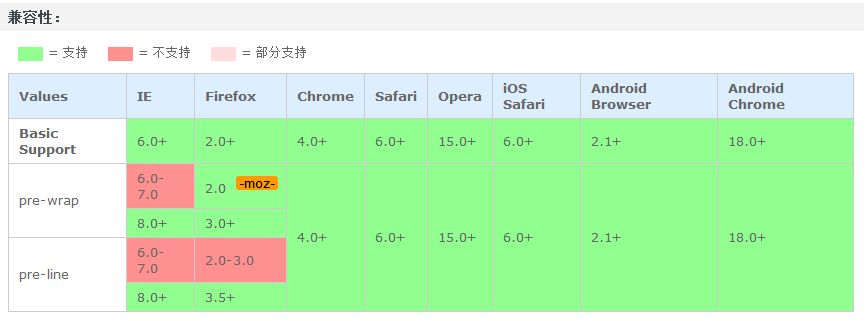 兼容性：
= 支持 = 不支持 = 部分支持
Values IE Firefox Chrome Safari Opera iOS Safari Android Browser Android Chrome
Basic Support 6.0+ 2.0+ 4.0+ 6.0+ 15.0+ 6.0+ 2.1+ 18.0+
pre-wrap 6.0-7.0 2.0 -moz- 4.0+ 6.0+ 15.0+ 6.0+ 2.1+ 18.0+
8.0+ 3.0+
pre-line 6.0-7.0 2.0-3.0
8.0+ 3.5+